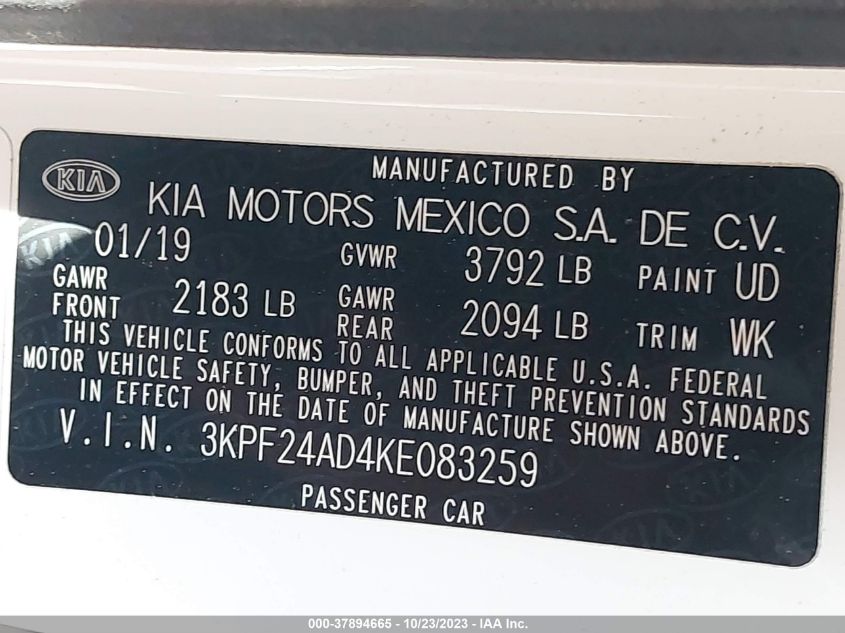 MANUFACTURED BY
KIA KIA MOTORS MEXICO S.A. DE C.V.
01/19 GVWR 3792 LB PAINT UD
GAWR FRONT 2183 LB GAWR REAR 2094 LB TRIM WK
THIS VEHICLE CONFORMS TO ALL APPLICABLE U.S.A. FEDERAL
MOTOR VEHICLE SAFETY, BUMPER, AND THEFT PREVENTION STANDARDS
IN EFFECT ON THE DATE OF MANUFACTURE SHOWN ABOVE.
V.I.N. 3KPF24AD4KE083259
PASSENGER CAR
000-37894665 - 10/23/2023 - IAA Inc.